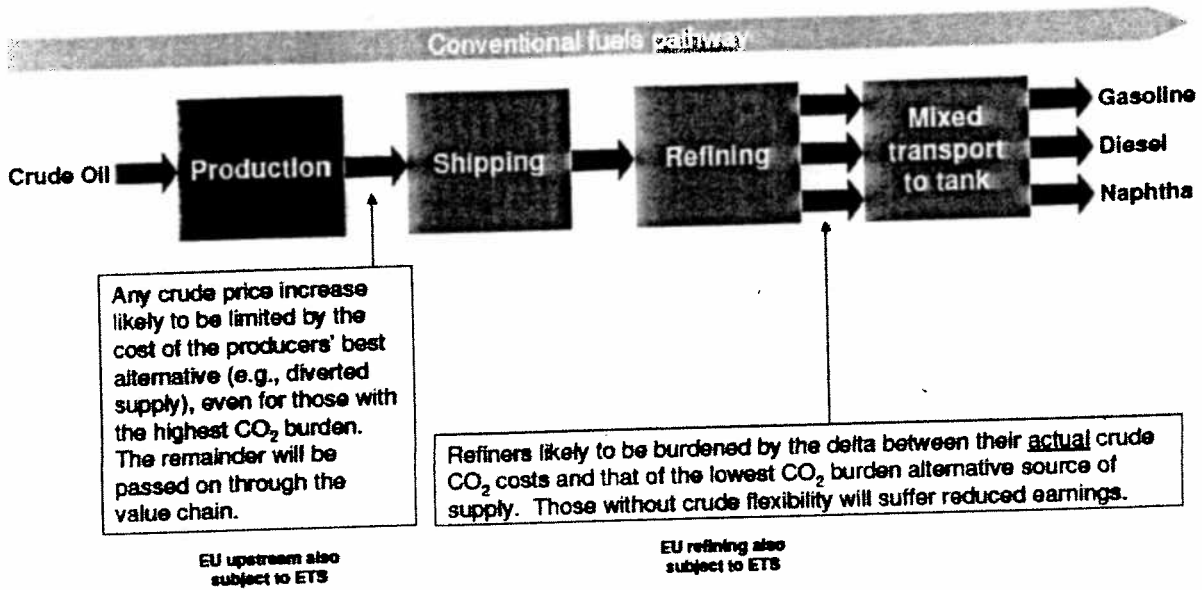 Conventional fuels pathway
Crude Oil
Production
Shipping
Refining
Mixed
transport
to tank
Gasoline
Diesel
Naphtha
Any crude price increase
likely to be limited by the
cost of the producers' best
alternative (e.g., diverted
supply), even for those with
the highest CO₂ burden.
The remainder will be
passed on through the
value chain.
Refiners likely to be burdened by the delta between their actual crude
CO₂ costs and that of the lowest CO₂ burden alternative source of
supply. Those without crude flexibility will suffer reduced earnings.
EU upstream also
subject to ETS
EU refining also
subject to ETS